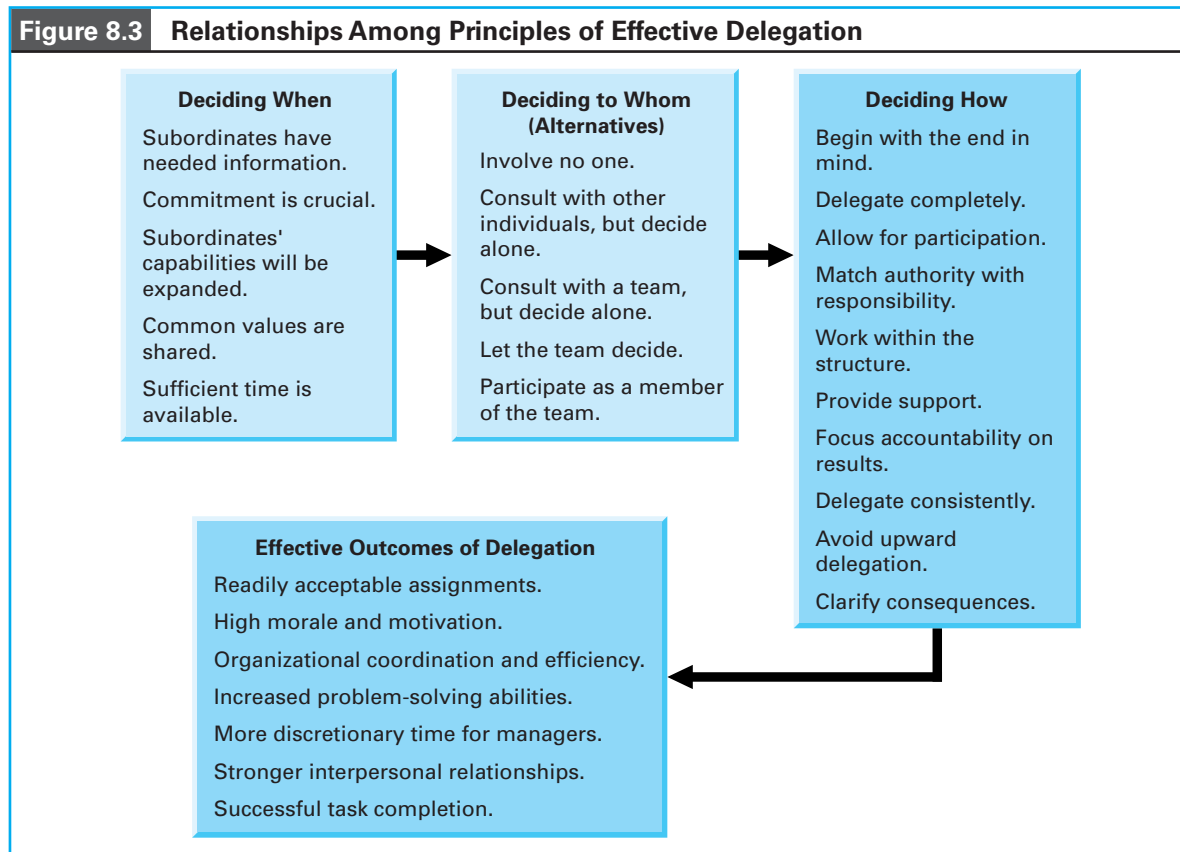 Figure 8.3 Relationships Among Principles of Effective Delegation
Deciding When
Subordinates have
needed information.
Commitment is crucial.
Subordinates'
capabilities will be
expanded.
Common values are
shared.
Sufficient time is
available.
Deciding to Whom
(Alternatives)
Involve no one.
Consult with other
individuals, but decide
alone.
Consult with a team,
but decide alone.
Let the team decide.
Participate as a member
of the team.
Deciding How
Begin with the end in
mind.
Delegate completely.
Allow for participation.
Match authority with
responsibility.
Work within the
structure.
Provide support.
Focus accountability on
results.
Delegate consistently.
Avoid upward
delegation.
Clarify consequences.
Effective Outcomes of Delegation
Readily acceptable assignments.
High morale and motivation.
Organizational coordination and efficiency.
Increased problem-solving abilities.
More discretionary time for managers.
Stronger interpersonal relationships.
Successful task completion.